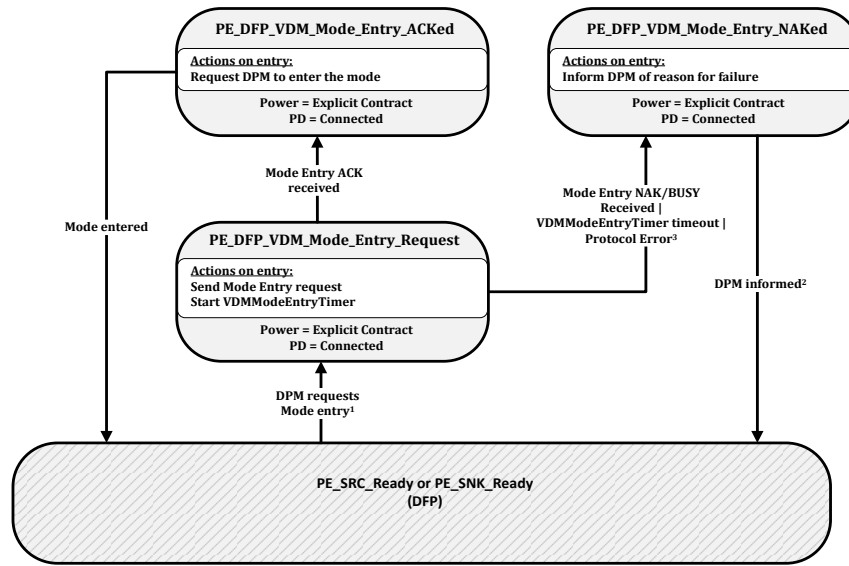 PE_DFP_VDM_Mode_Entry_ACKed
Actions on entry:
Request DPM to enter the mode
Power = Explicit Contract
PD = Connected
PE_DFP_VDM_Mode_Entry_NAKed
Actions on entry:
Inform DPM of reason for failure
Power = Explicit Contract
PD = Connected
Mode Entry ACK
received
Mode Entry NAK/BUSY
Received |
VDMModeEntryTimer timeout |
Protocol Error³
Mode entered
PE_DFP_VDM_Mode_Entry_Request
Actions on entry:
Send Mode Entry request
Start VDMModeEntryTimer
Power = Explicit Contract
PD = Connected
DPM informed²
DPM requests
Mode entry¹
PE_SRC_Ready or PE_SNK_Ready
(DFP)